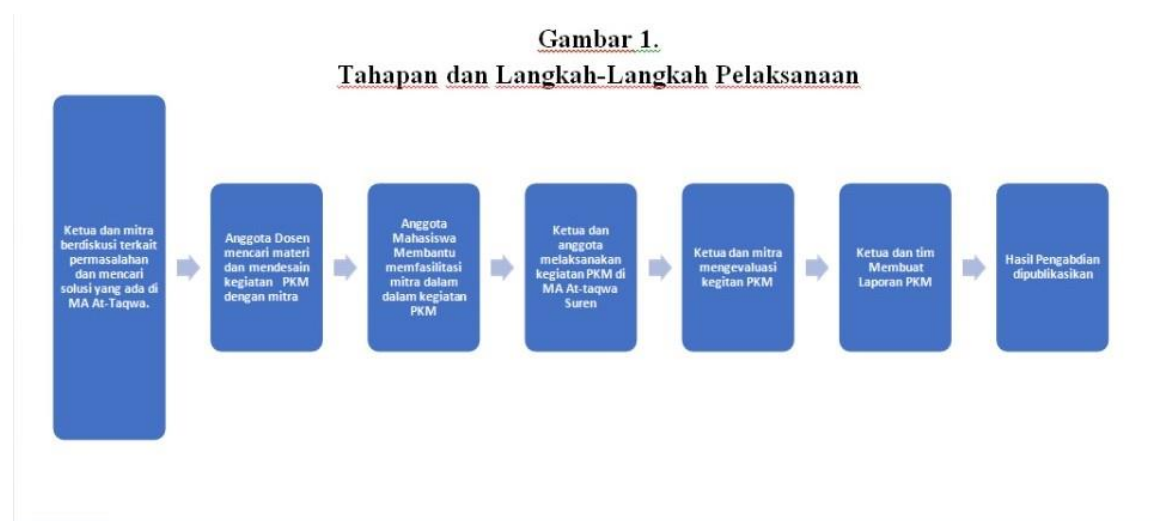 Gambar 1.
Tahapan dan Langkah-Langkah Pelaksanaan
Ketua dan mitra
berdiskusi terkait
permasalahan
dan mencari
solusi yang ada di
MA At-Taqwa.
Anggota Dosen
mencari materi
dan mendesain
kegiatan PKM
dengan mitra
Anggota
Mahasiswa
Membantu
memfasilitasi
mitra dalam
dalam kegiatan
PKM
Ketua dan
anggota
melaksanakan
kegiatan PKM di
MA At-taqwa
Suren
Ketua dan mitra
mengevaluasi
kegitan PKM
Ketua dan tim
Membuat
Laporan PKM
Hasil Pengabdian
dipublikasikan